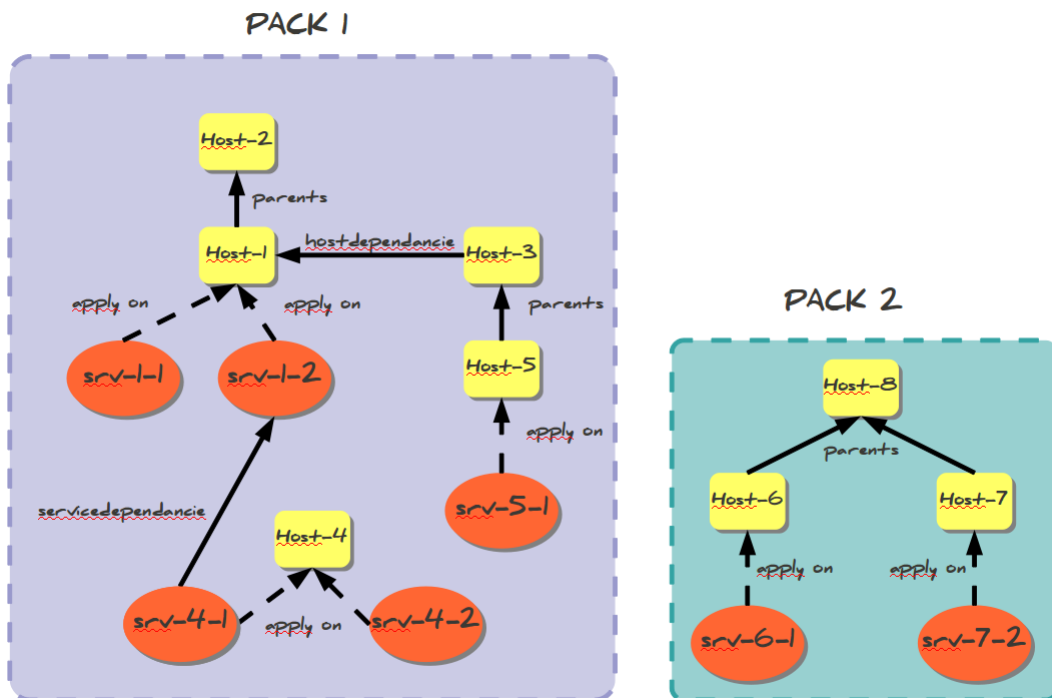 PACK 1
Host-2
parents
Host-1
hostdependancie
Host-3
apply on
apply on
parents
srv-1-1
srv-1-2
Host-5
apply on
servicedependancie
srv-5-1
Host-4
srv-4-1
apply on
srv-4-2
PACK 2
Host-8
parents
Host-6
Host-7
apply on
apply on
srv-6-1
srv-7-2